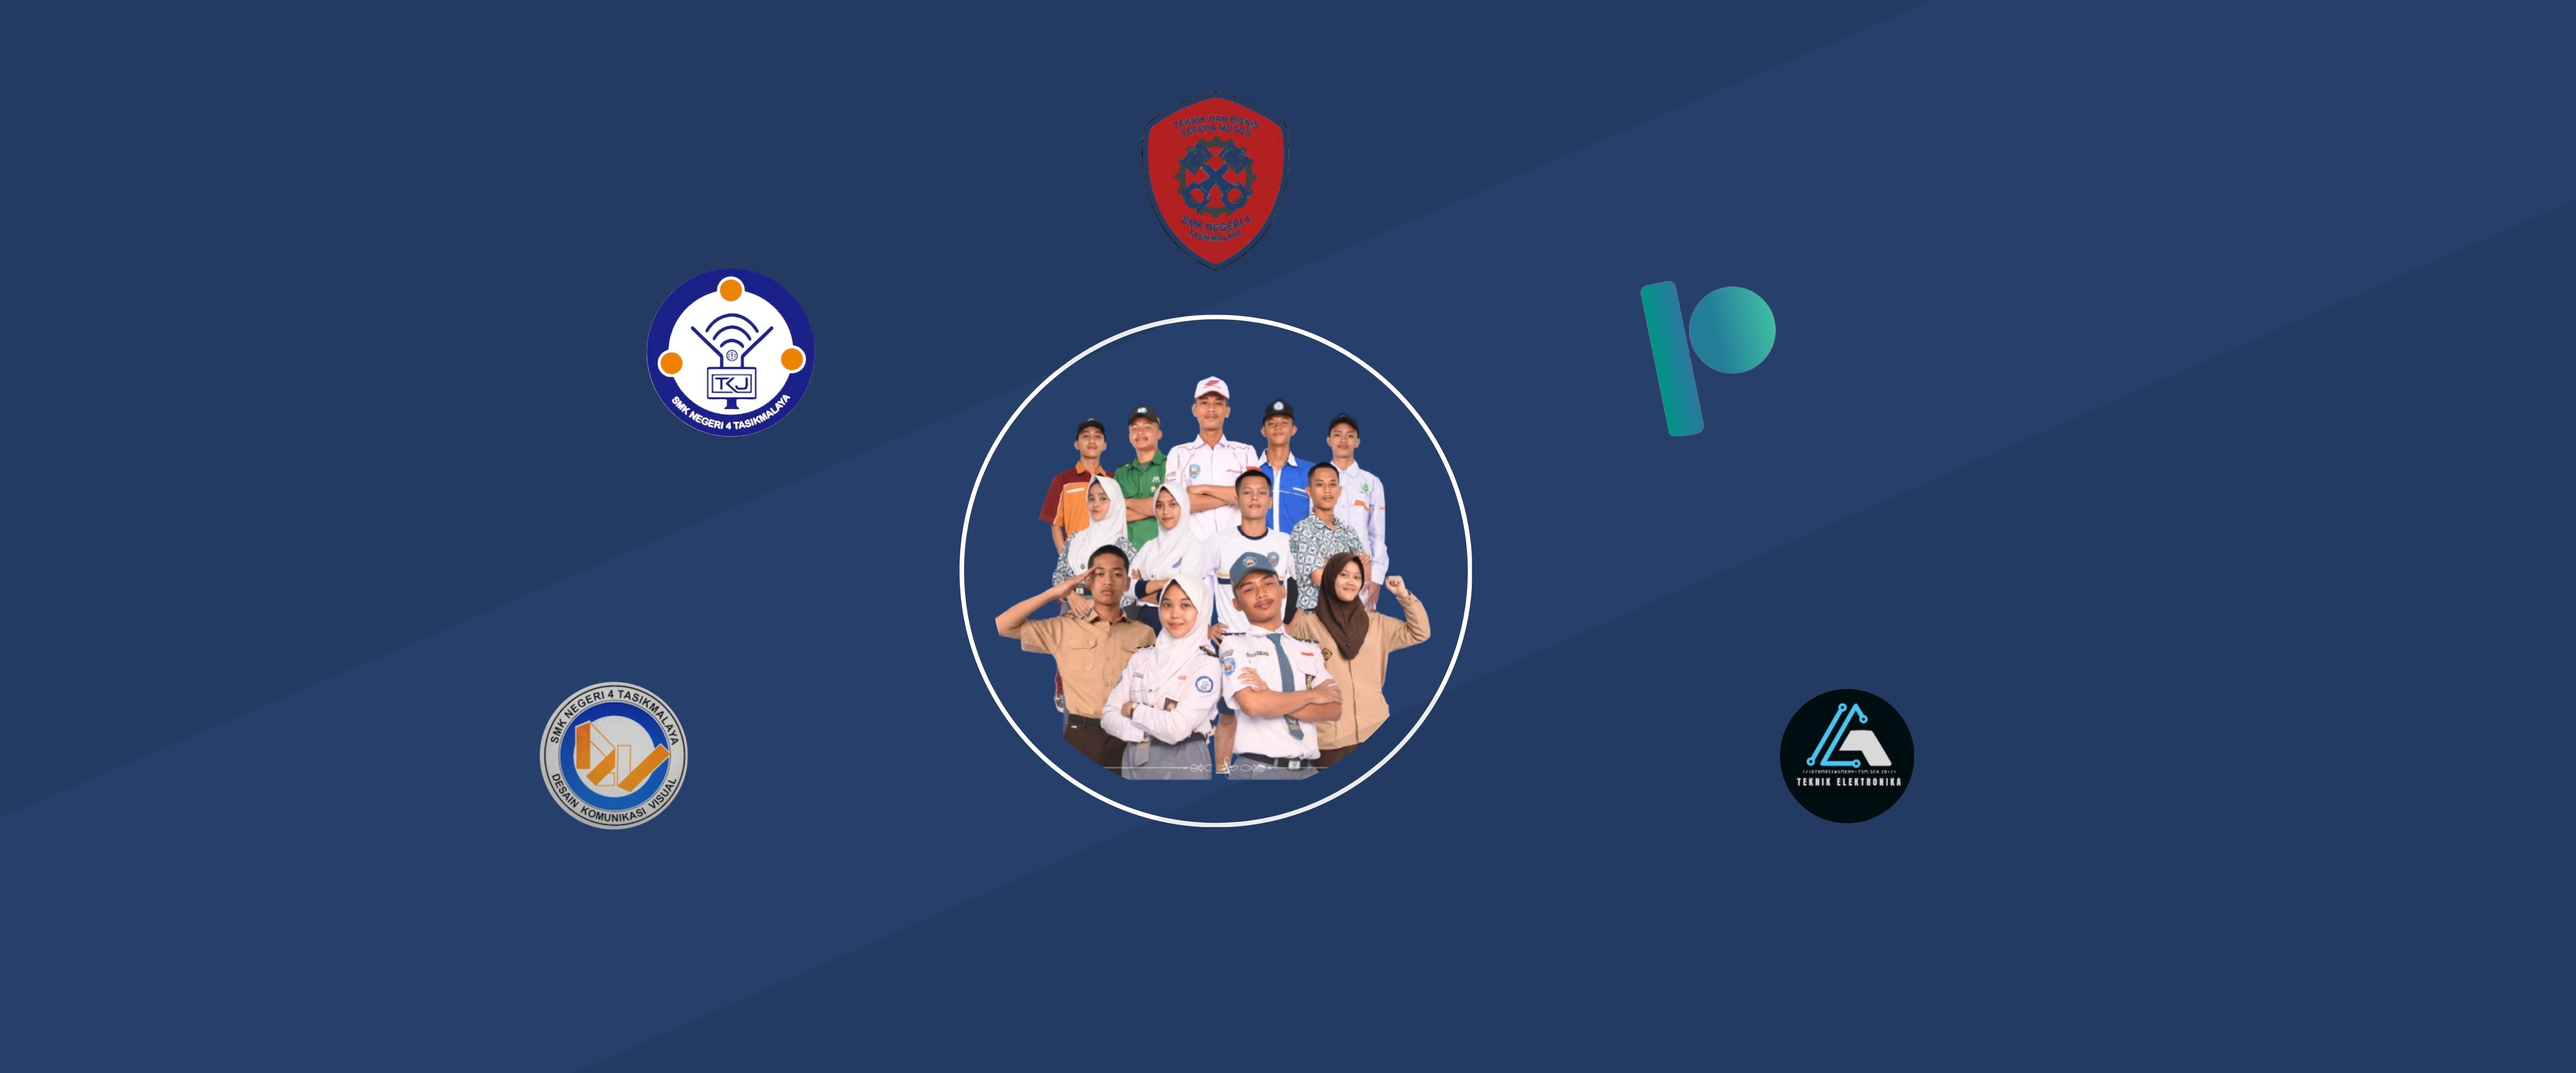 TEKNIK DAN BISNIS
SEPEDA MOTOR
SMK NEGERI 4
TASIKMALAYA
TKJ
SMK NEGERI 4 TASIKMALAYA
SMK NEGERI 4 TASIKMALAYA
DESAIN KOMUNIKASI VISUAL
TEKNIK ELEKTRONIKA